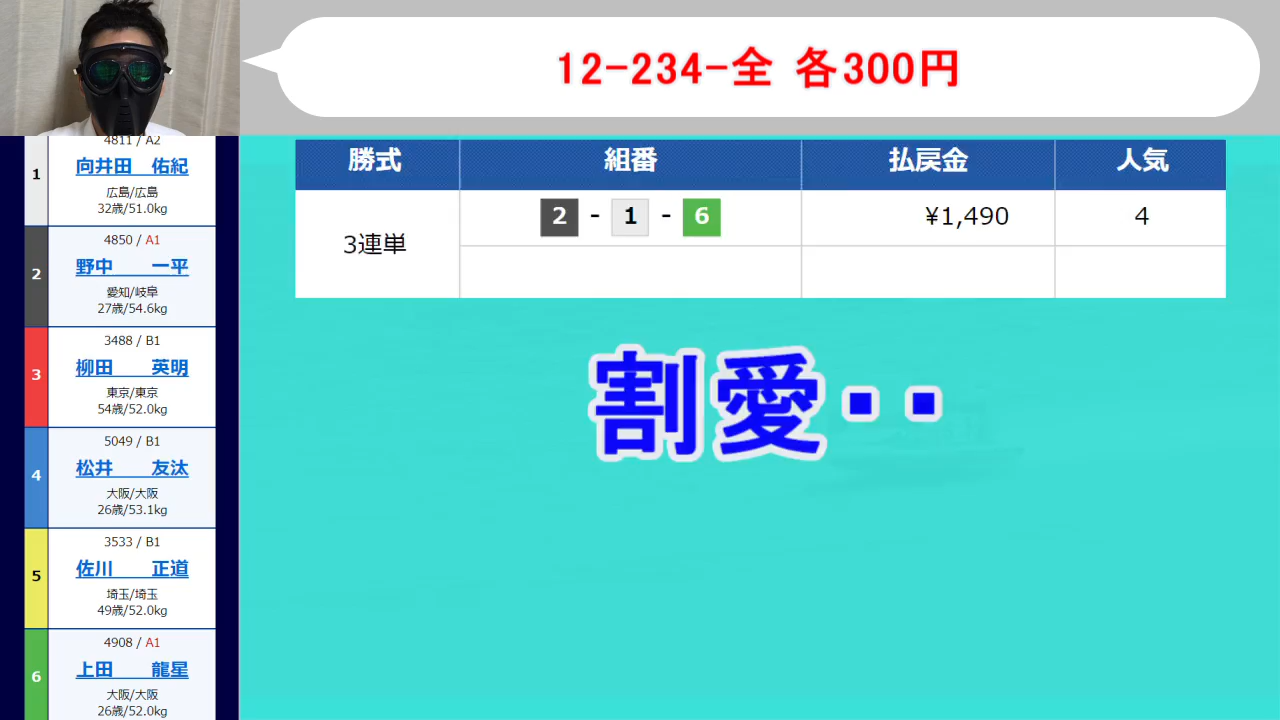 12-234-全 各300円
4811 / A2
1
向井田 佑紀
広島/広島
32歳/51.0kg
4850 / A1
2
野中 一平
愛知/岐阜
27歳/54.6kg
3488 / B1
3
柳田 英明
東京/東京
54歳/52.0kg
5049 / B1
4
松井 友汰
大阪/大阪
26歳/53.1kg
3533 / B1
5
佐川 正道
埼玉/埼玉
49歳/52.0kg
4908 / A1
6
上田 龍星
大阪/大阪
26歳/52.0kg
勝式 組番 払戻金 人気
3連単 2 - 1 - 6 ¥1,490 4
割愛・・